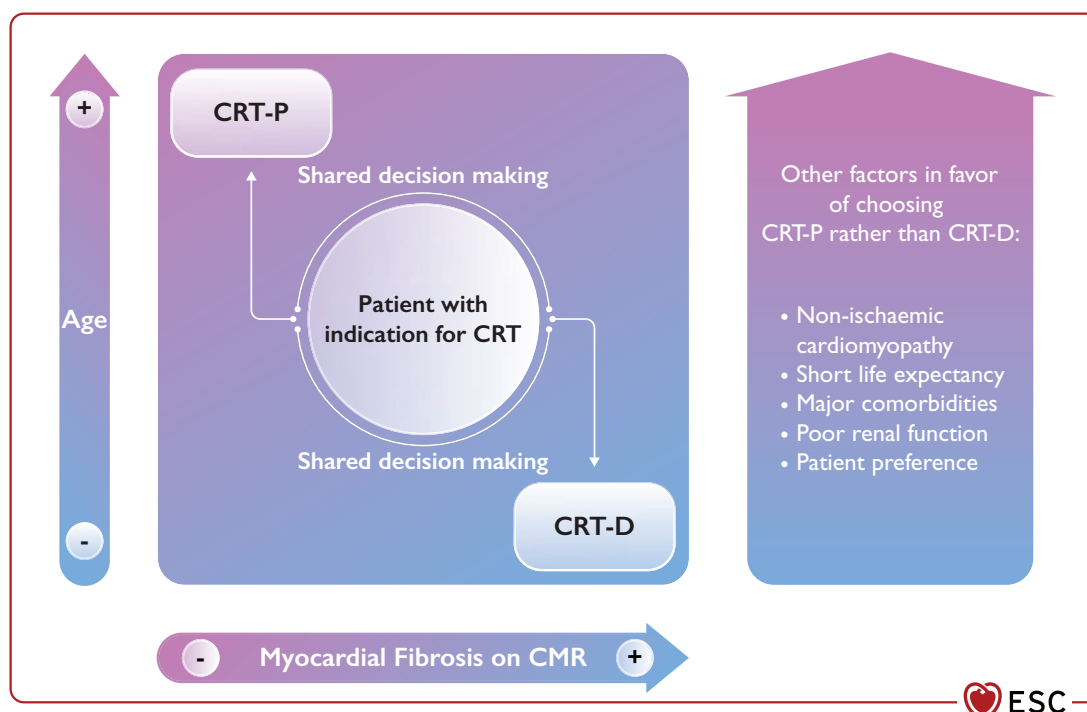 +
Age
-
CRT-P
Shared decision making
Patient with
indication for CRT
Shared decision making
CRT-D
- Myocardial Fibrosis on CMR +
Other factors in favor
of choosing
CRT-P rather than CRT-D:
• Non-ischaemic
cardiomyopathy
• Short life expectancy
• Major comorbidities
• Poor renal function
• Patient preference
ESC